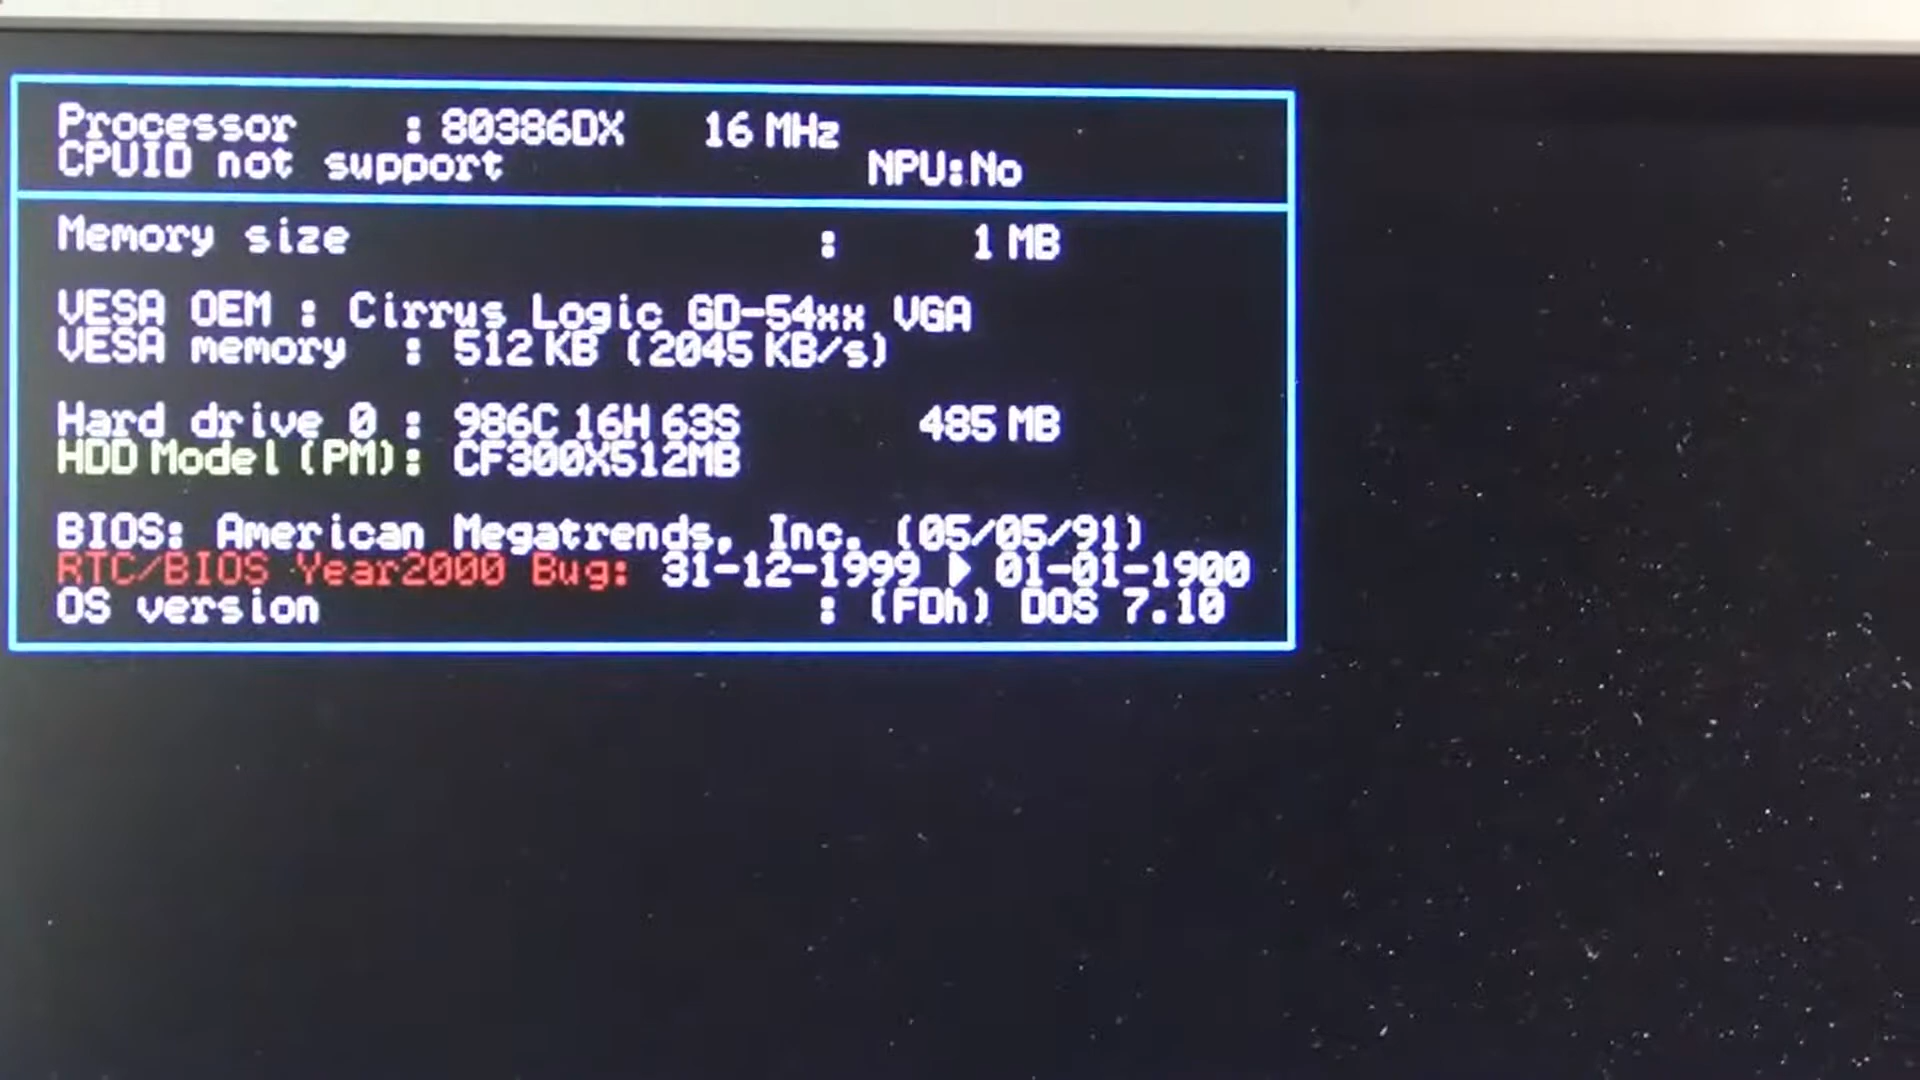 Processor : 80386DX 16 MHz
CPUID not support NPU:No
Memory size : 1 MB
VESA OEM : Cirrus Logic GD-54xx VGA
VESA memory : 512 KB (2045 KB/s)
Hard drive 0 : 986C 16H 63S 485 MB
HDD Model (PM): CF300X512MB
BIOS: American Megatrends, Inc. (05/05/91)
RTC/BIOS Year2000 Bug: 31-12-1999 ► 01-01-1900
OS version : (FDh) DOS 7.10